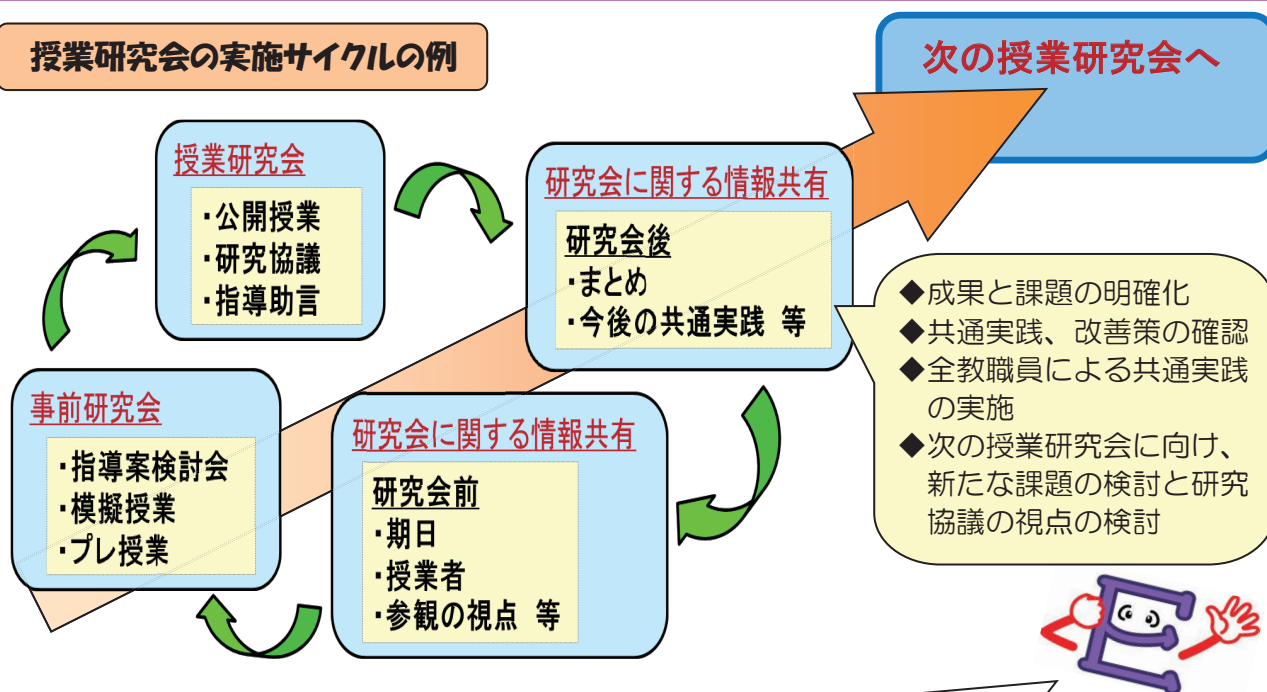 授業研究会の実施サイクルの例
次の授業研究会へ
授業研究会
・公開授業
・研究協議
・指導助言
研究会に関する情報共有
研究会後
・まとめ
・今後の共通実践 等
◆成果と課題の明確化
◆共通実践、改善策の確認
◆全教職員による共通実践
の実施
◆次の授業研究会に向け、
新たな課題の検討と研究
協議の視点の検討
事前研究会
・指導案検討会
・模擬授業
・プレ授業
研究会に関する情報共有
研究会前
・期日
・授業者
・参観の視点 等